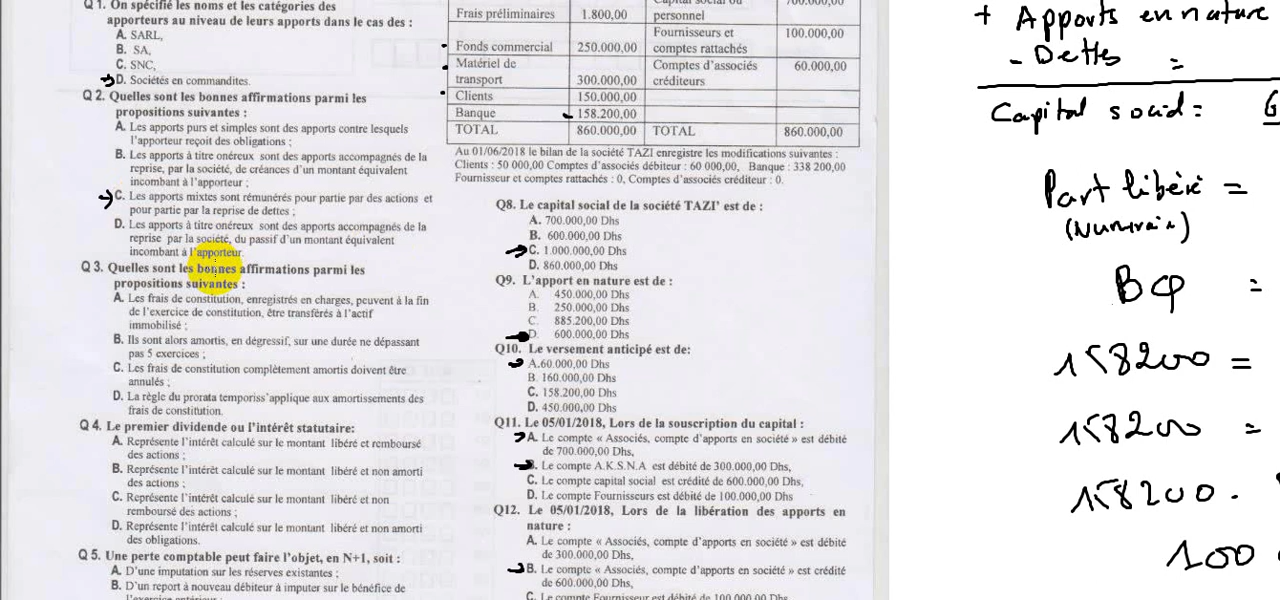 Q 1. On spécifié les noms et les catégories des
apporteurs au niveau de leurs apports dans le cas des :
A. SARL,
B. SA,
C. SNC,
D. Sociétés en commandites.
Q 2. Quelles sont les bonnes affirmations parmi les
propositions suivantes :
A. Les apports purs et simples sont des apports contre lesquels
l'apporteur reçoit des obligations ;
B. Les apports à titre onéreux sont des apports accompagnés de la
reprise, par la société, de créances d'un montant équivalent
incombant à l'apporteur ;
C. Les apports mixtes sont rémunérés pour partie par des actions et
pour partie par la reprise de dettes ;
D. Les apports à titre onéreux sont des apports accompagnés de la
reprise par la société, du passif d'un montant équivalent
incombant à l'apporteur.
Q 3. Quelles sont les bonnes affirmations parmi les
propositions suivantes :
A. Les frais de constitution, enregistrés en charges, peuvent à la fin
de l'exercice de constitution, être transférés à l'actif
immobilisé ;
B. Ils sont alors amortis, en dégressif, sur une durée ne dépassant
pas 5 exercices ;
C. Les frais de constitution complètement amortis doivent être
annulés ;
D. La règle du prorata temporiss'applique aux amortissements des
frais de constitution.
Q 4. Le premier dividende ou l'intérêt statutaire:
A. Représente l'intérêt calculé sur le montant libéré et remboursé
des actions ;
B. Représente l'intérêt calculé sur le montant libéré et non amorti
des actions ;
C. Représente l'intérêt calculé sur le montant libéré et non
remboursé des actions ;
D. Représente l'intérêt calculé sur le montant libéré et non amorti
des obligations.
Q 5. Une perte comptable peut faire l'objet, en N+1, soit :
A. D'une imputation sur les réserves existantes ;
B. D'un report à nouveau débiteur à imputer sur le bénéfice de
l'exercice antérieur ;
Frais préliminaires 1.800,00 Capital social ou personnel 700.000,00
Fonds commercial 250.000,00 Fournisseurs et comptes rattachés 100.000,00
Matériel de transport 300.000,00 Comptes d'associés créditeurs 60.000,00
Clients 150.000,00
Banque 158.200,00
TOTAL 860.000,00 TOTAL 860.000,00
Au 01/06/2018 le bilan de la société TAZI enregistre les modifications suivantes :
Clients : 50 000,00 Comptes d'associés débiteur : 60 000,00, Banque : 338 200,00
Fournisseur et comptes rattachés : 0, Comptes d'associés créditeur : 0.
Q8. Le capital social de la société TAZI' est de :
A. 700.000,00 Dhs
B. 600.000,00 Dhs
C. 1.000.000,00 Dhs
D. 860.000,00 Dhs
Q9. L'apport en nature est de :
A. 450.000,00 Dhs
B. 250.000,00 Dhs
C. 885.200,00 Dhs
D. 600.000,00 Dhs
Q10. Le versement anticipé est de:
A.60.000,00 Dhs
B. 160.000,00 Dhs
C. 158.200,00 Dhs
D. 450.000,00 Dhs
Q11. Le 05/01/2018, Lors de la souscription du capital :
A. Le compte « Associés, compte d'apports en société » est débité
de 700.000,00 Dhs,
B. Le compte A.K.S.N.A est débité de 300.000,00 Dhs,
C. Le compte capital social est crédité de 600.000,00 Dhs,
D. Le compte Fournisseurs est débité de 100.000,00 Dhs
Q12. Le 05/01/2018, Lors de la libération des apports en
nature :
A. Le compte « Associés, compte d'apports en société » est débité
de 300.000,00 Dhs,
B. Le compte « Associés, compte d'apports en société » est crédité
de 600.000,00 Dhs,
C. Le compte Fournisseur est débité de 100.000,00 Dhs
+ Apports en nature
- Dettes =
Capital social :
Part libéré =
(Numéraire)
BQ =
158200 =
158200 =
158200 .
100